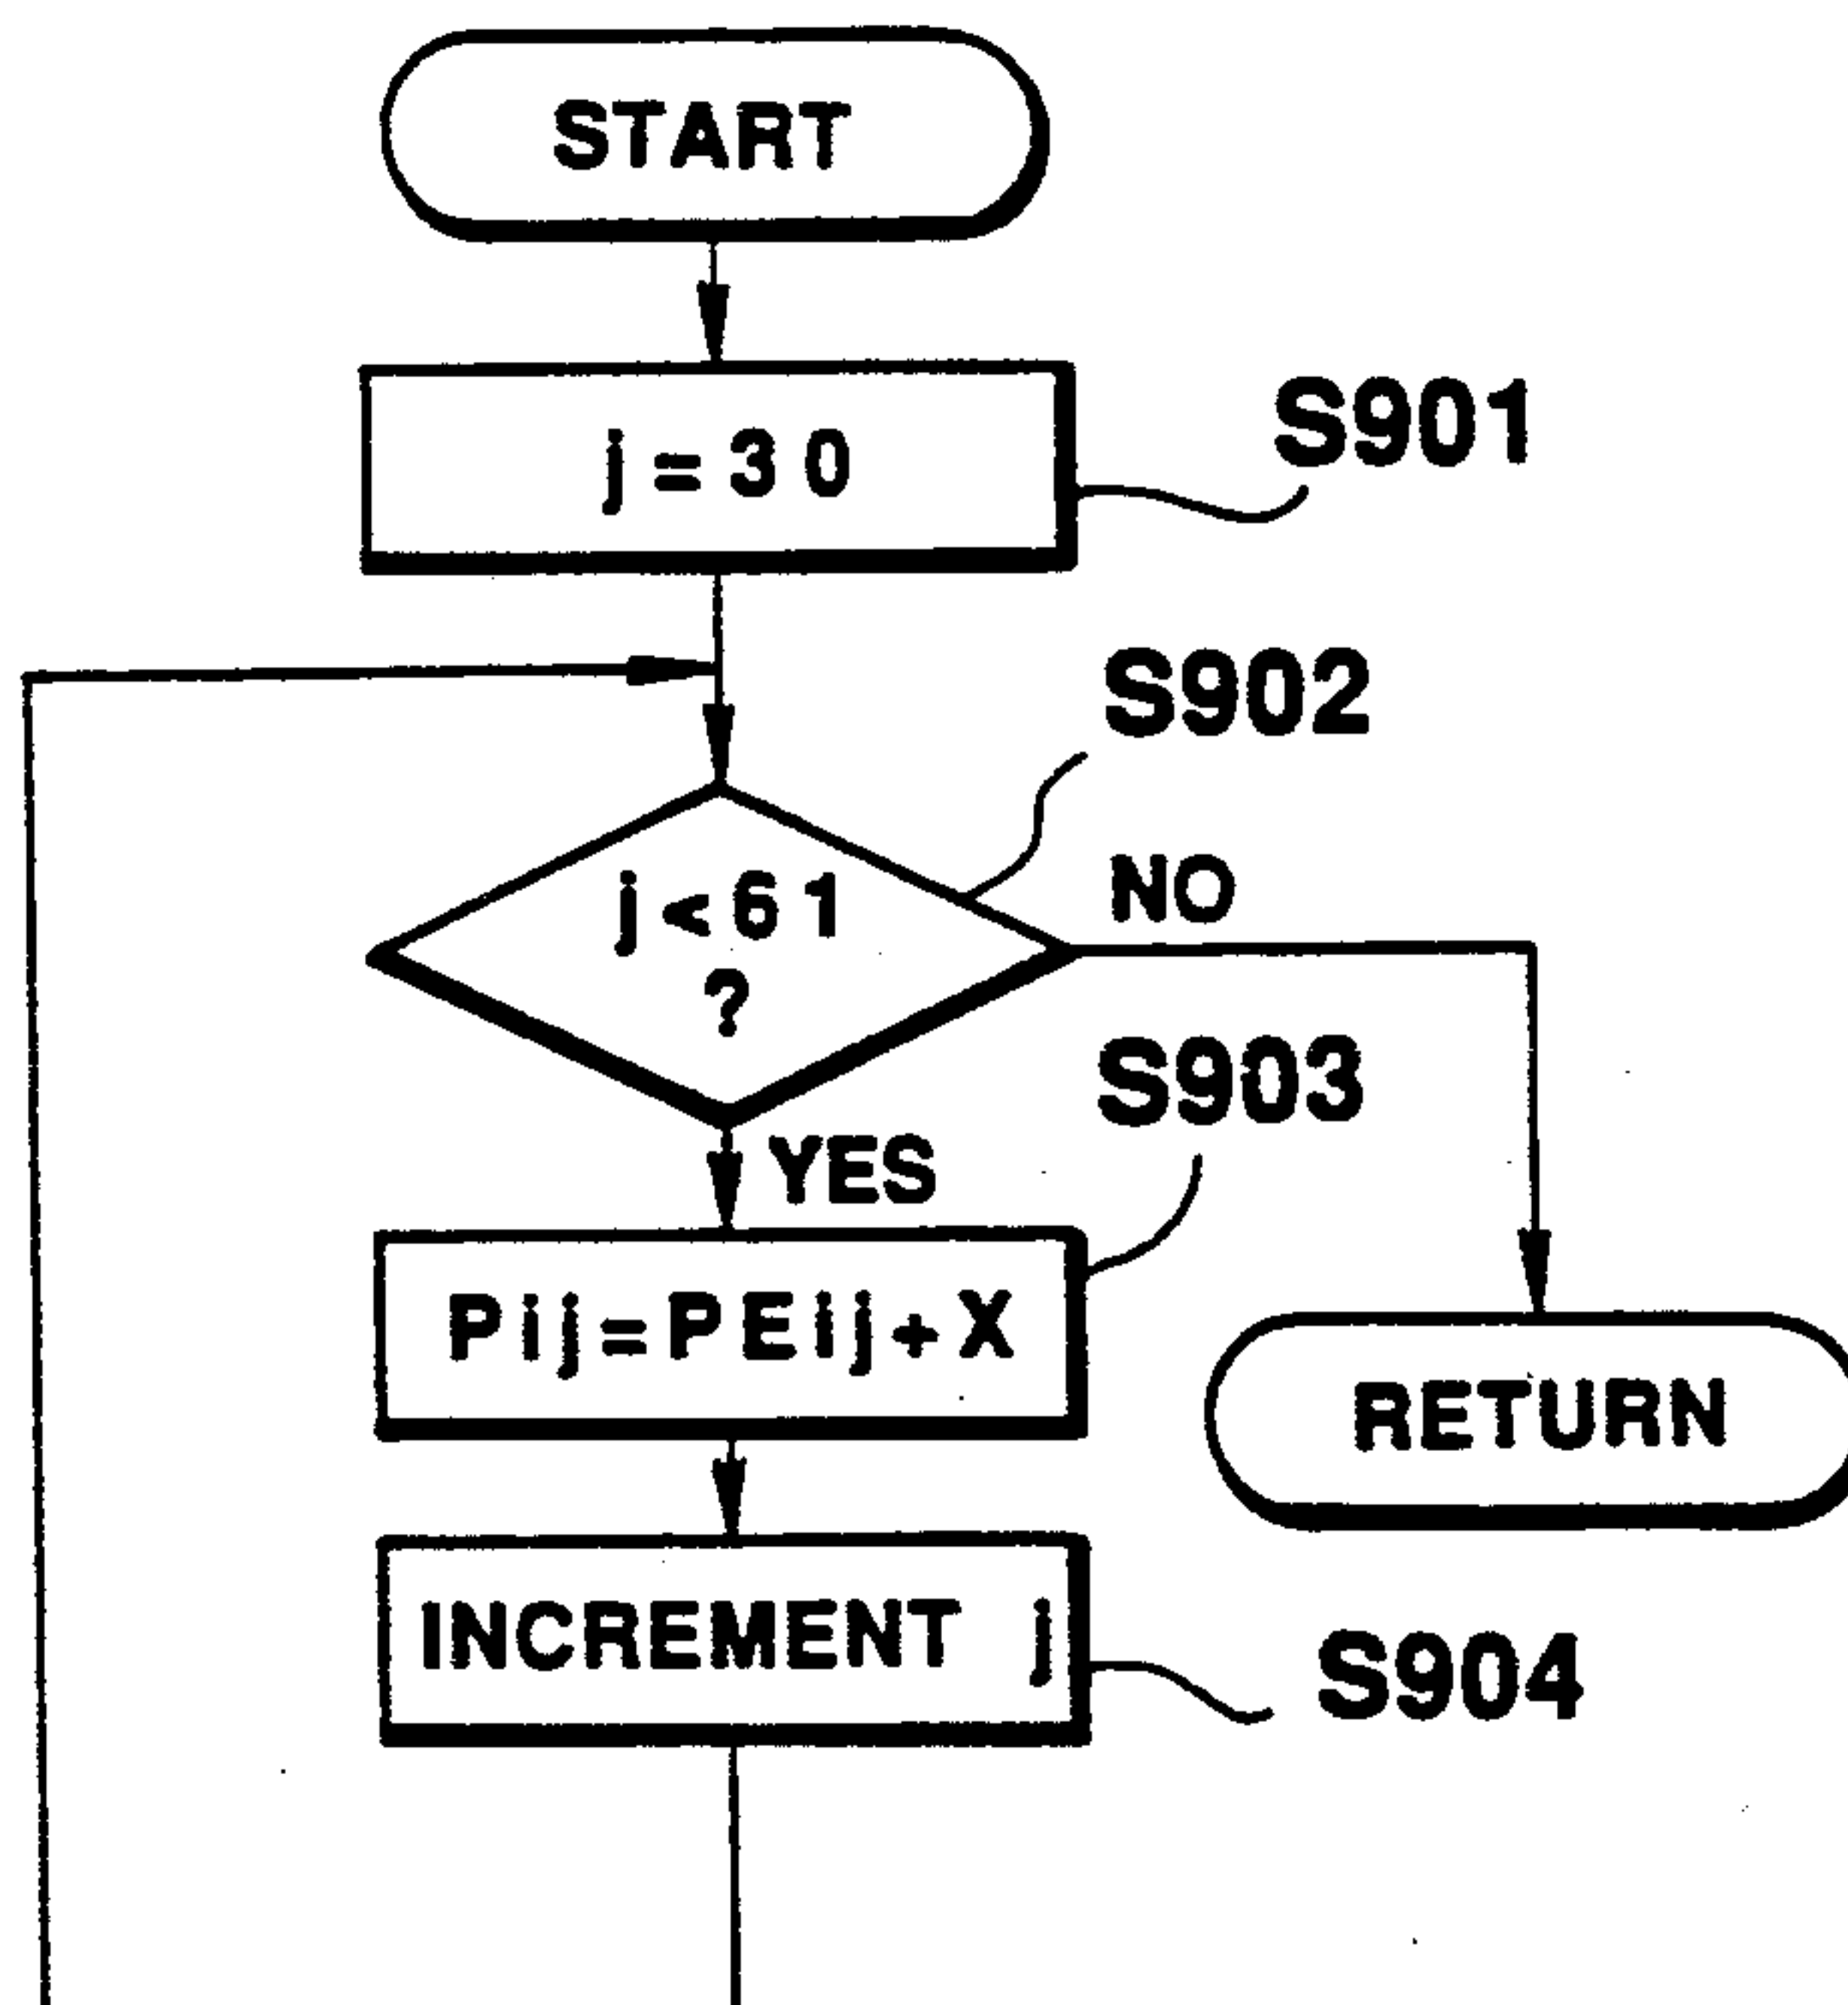 START
j=30
S901
S902
j<61
?
NO
YES
S903
Pij=PEij+X
RETURN
INCREMENT j
S904